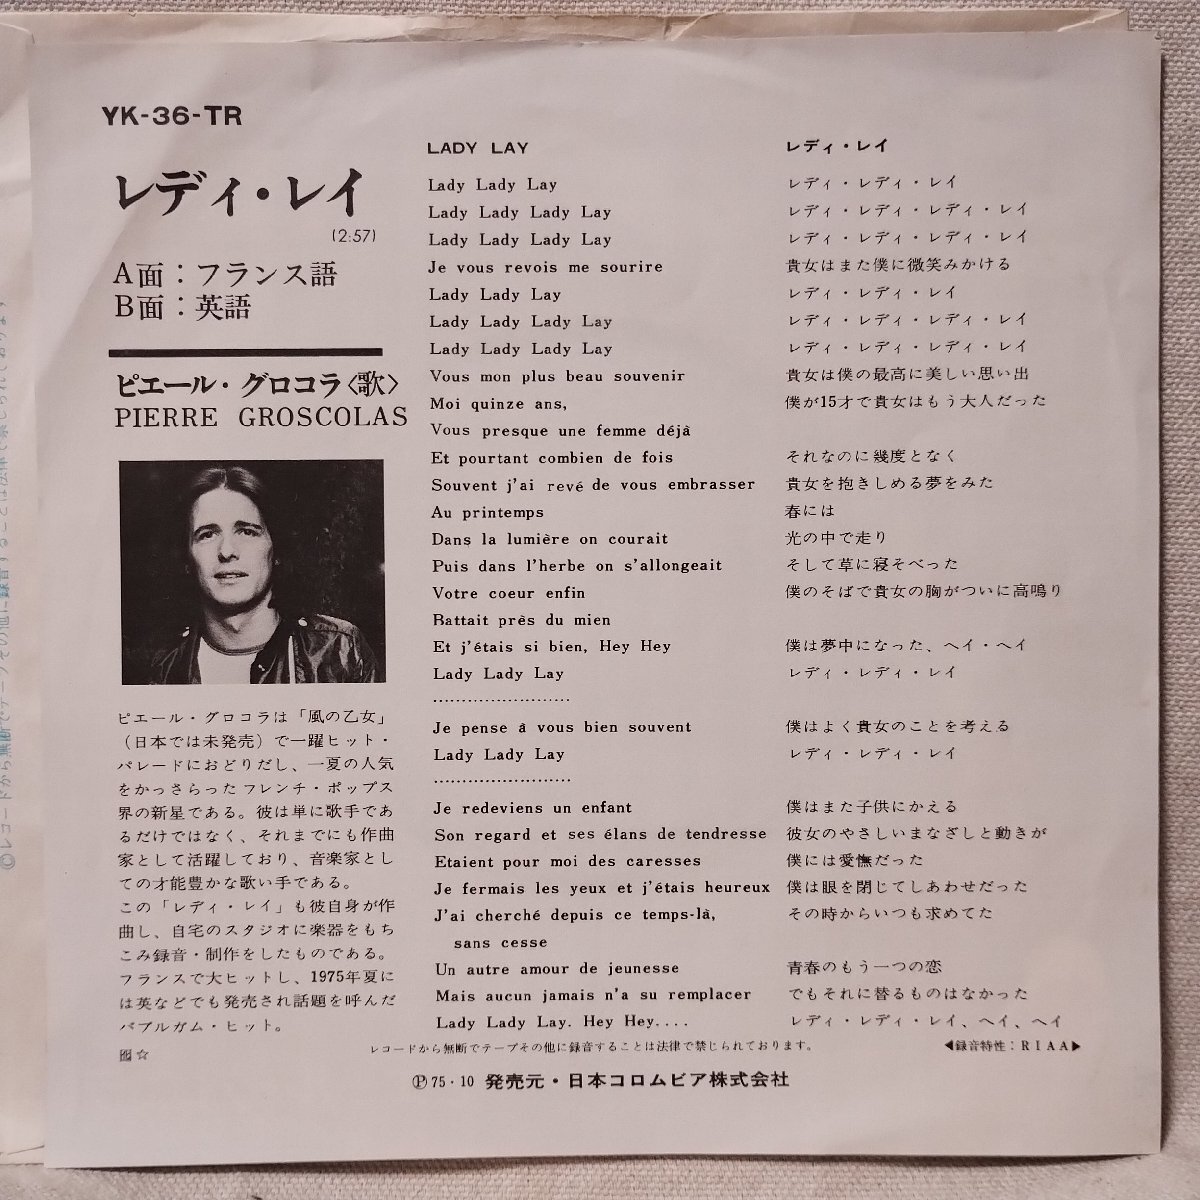 YK-36-TR
レディ・レイ
(2:57)
A面：フランス語
B面：英語
ピエール・グロコラ〈歌〉
PIERRE GROSCOLAS
ピエール・グロコラは「風の乙女」
（日本では未発売）で一躍ヒット・
パレードにおどりだし、一夏の人気
をかっさらったフレンチ・ポップス
界の新星である。彼は単に歌手であ
るだけではなく、それまでにも作曲
家として活躍しており、音楽家とし
ての才能豊かな歌い手である。
この「レディ・レイ」も彼自身が作
曲し、自宅のスタジオに楽器をもち
こみ録音・制作をしたものである。
フランスで大ヒットし、1975年夏に
は英などでも発売され話題を呼んだ
バブルガム・ヒット。
☆
LADY LAY
Lady Lady Lay
Lady Lady Lady Lay
Lady Lady Lady Lay
Je vous revois me sourire
Lady Lady Lay
Lady Lady Lady Lay
Lady Lady Lady Lay
Vous mon plus beau souvenir
Moi quinze ans,
Vous presque une femme déjà
Et pourtant combien de fois
Souvent j'ai revé de vous embrasser
Au printemps
Dans la lumière on courait
Puis dans l'herbe on s'allongeait
Votre coeur enfin
Battait près du mien
Et j'étais si bien, Hey Hey
Lady Lady Lay
........................
Je pense â vous bien souvent
Lady Lady Lay
........................
Je redeviens un enfant
Son regard et ses élans de tendresse
Etaient pour moi des caresses
Je fermais les yeux et j'étais heureux
J'ai cherché depuis ce temps-là,
sans cesse
Un autre amour de jeunesse
Mais aucun jamais n'a su remplacer
Lady Lady Lay. Hey Hey....
レディ・レイ
レディ・レディ・レイ
レディ・レディ・レディ・レイ
レディ・レディ・レディ・レイ
貴女はまた僕に微笑みかける
レディ・レディ・レイ
レディ・レディ・レディ・レイ
レディ・レディ・レディ・レイ
貴女は僕の最高に美しい思い出
僕が15才で貴女はもう大人だった
それなのに幾度となく
貴女を抱きしめる夢をみた
春には
光の中で走り
そして草に寝そべった
僕のそばで貴女の胸がついに高鳴り
僕は夢中になった、ヘイ・ヘイ
レディ・レディ・レイ
僕はよく貴女のことを考える
レディ・レディ・レイ
僕はまた子供にかえる
彼女のやさしいまなざしと動きが
僕には愛憮だった
僕は眼を閉じてしあわせだった
その時からいつも求めてた
青春のもう一つの恋
でもそれに替るものはなかった
レディ・レディ・レイ、ヘイ、ヘイ
レコードから無断でテープその他に録音することは法律で禁じられております。
◀録音特性：RIAA▶
Ⓟ75・10 発売元・日本コロムビア株式会社